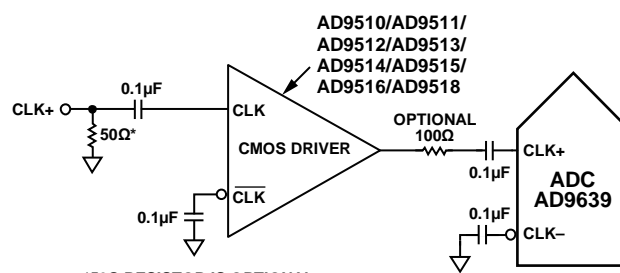 AD9510/AD9511/
AD9512/AD9513/
AD9514/AD9515/
AD9516/AD9518
0.1µF
CLK+
50Ω*
CLK
CMOS DRIVER
CLK
0.1µF
OPTIONAL
100Ω
0.1µF
CLK+
ADC
AD9639
0.1µF
CLK–